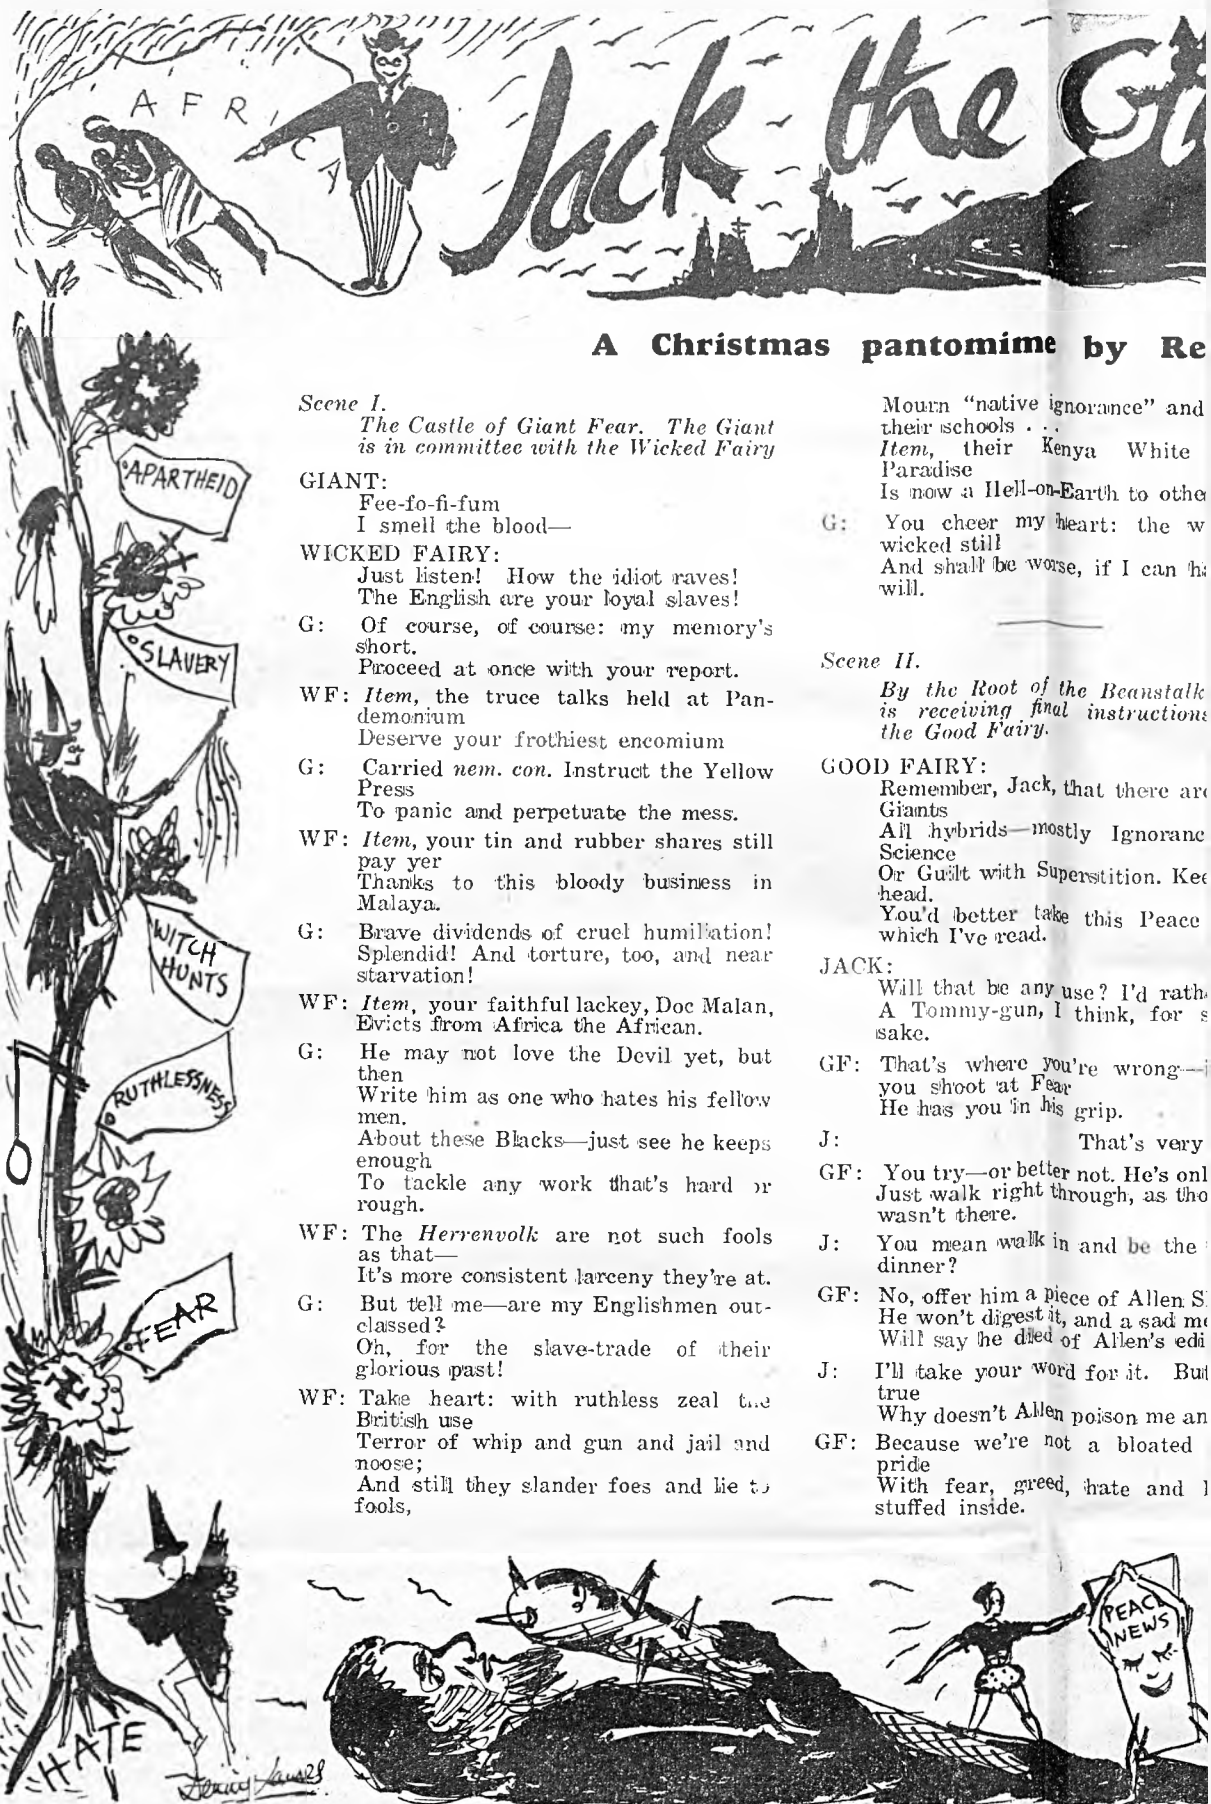 AFRICA
Jack the Gi
A Christmas pantomime by Re
APARTHEID
SLAVERY
WITCH
HUNTS
RUTHLESSNESS
FEAR
HATE
Scene I.
The Castle of Giant Fear. The Giant
is in committee with the Wicked Fairy
GIANT:
Fee-fo-fi-fum
I smell the blood—
WICKED FAIRY:
Just listen! How the idiot raves!
The English are your loyal slaves!
G: Of course, of course: my memory's
short.
Proceed at once with your report.
WF: Item, the truce talks held at Pan-
demonium
Deserve your frothiest encomium
G: Carried nem. con. Instruct the Yellow
Press
To panic and perpetuate the mess.
WF: Item, your tin and rubber shares still
pay yer
Thanks to this bloody business in
Malaya.
G: Brave dividends of cruel humiliation!
Splendid! And torture, too, and near
starvation!
WF: Item, your faithful lackey, Doc Malan,
Evicts from Africa the African.
G: He may not love the Devil yet, but
then
Write him as one who hates his fellow
men.
About these Blacks—just see he keeps
enough
To tackle any work that's hard or
rough.
WF: The Herrenvolk are not such fools
as that—
It's more consistent larceny they're at.
G: But tell me—are my Englishmen out-
classed?
Oh, for the slave-trade of their
glorious past!
WF: Take heart: with ruthless zeal the
British use
Terror of whip and gun and jail and
noose;
And still they slander foes and lie to
fools,
Mourn "native ignorance" and
their schools . . .
Item, their Kenya White
Paradise
Is now a Hell-on-Earth to othe
G: You cheer my heart: the w
wicked still
And shall be worse, if I can ha
will.
Scene II.
By the Root of the Beanstalk
is receiving final instructions
the Good Fairy.
GOOD FAIRY:
Remember, Jack, that there are
Giants
All hybrids—mostly Ignoranc
Science
Or Guilt with Superstition. Kee
head.
You'd better take this Peace
which I've read.
JACK:
Will that be any use? I'd rath
A Tommy-gun, I think, for s
sake.
GF: That's where you're wrong—i
you shoot at Fear
He has you in his grip.
J: That's very
GF: You try—or better not. He's onl
Just walk right through, as tho
wasn't there.
J: You mean walk in and be the
dinner?
GF: No, offer him a piece of Allen S
He won't digest it, and a sad me
Will say he died of Allen's edi
J: I'll take your word for it. But
true
Why doesn't Allen poison me an
GF: Because we're not a bloated
pride
With fear, greed, hate and l
stuffed inside.
PEACE
NEWS